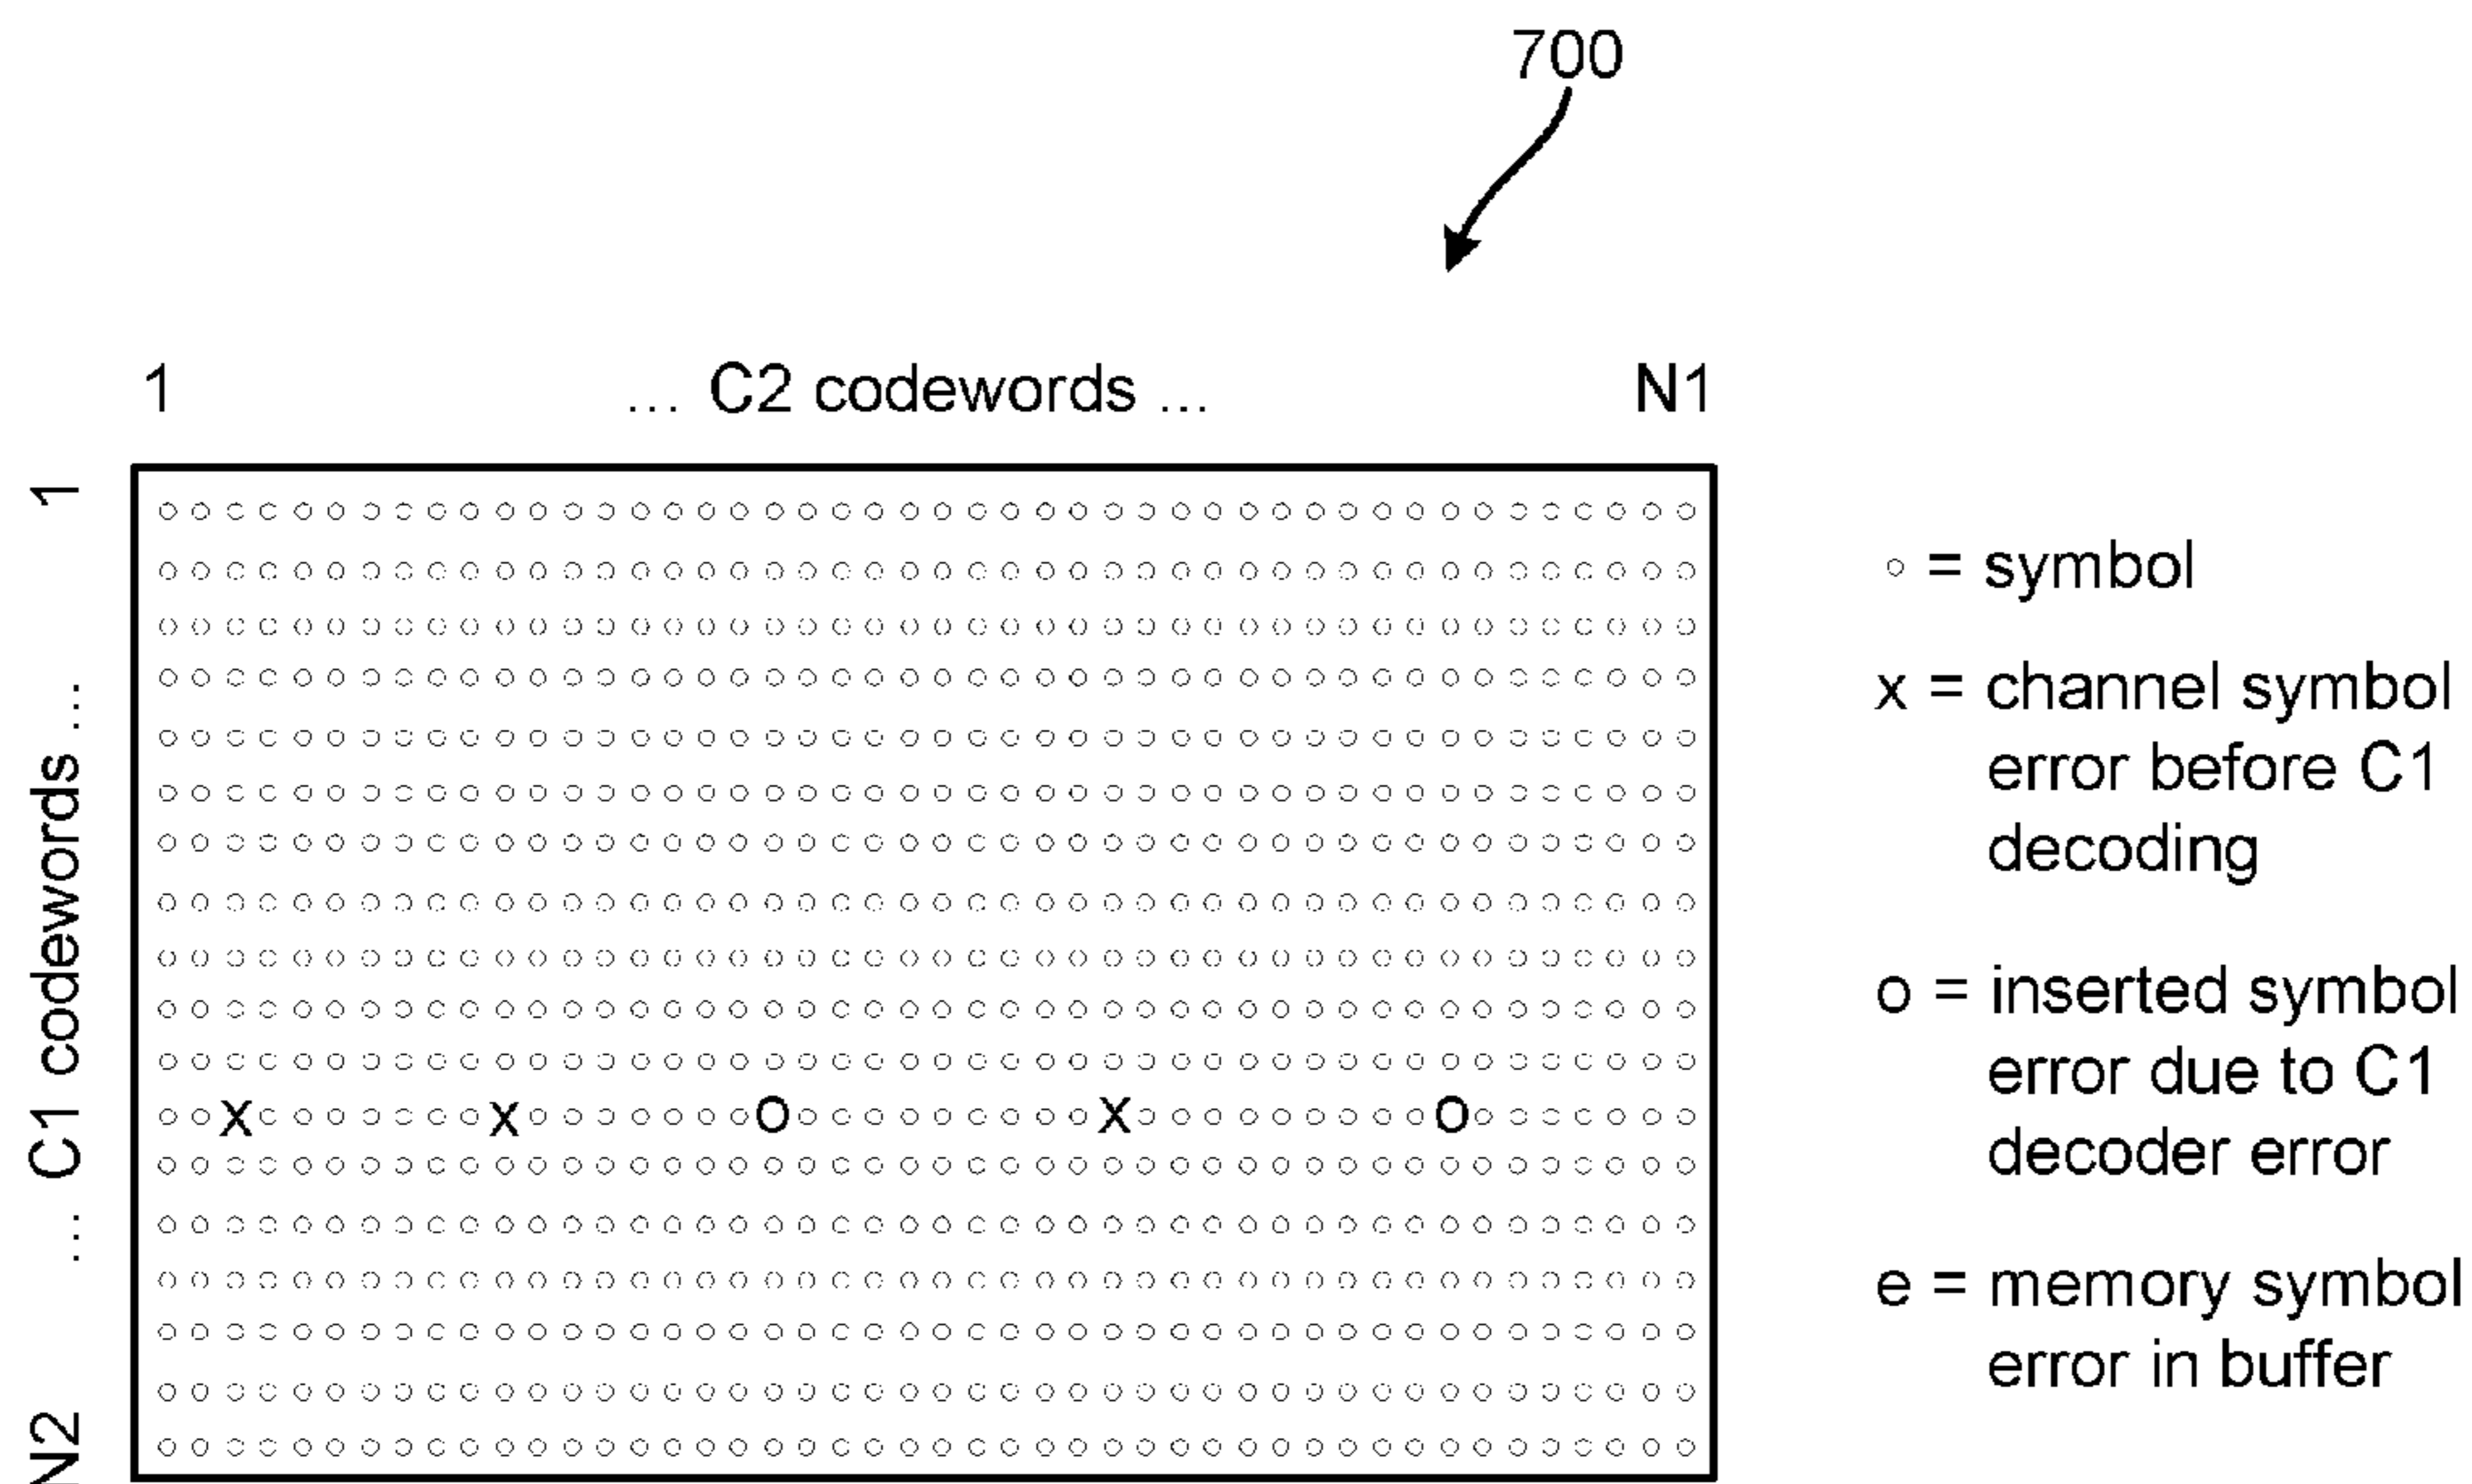 700
1 ... C2 codewords ... N1
1 ... C1 codewords ... N2
x x o x o
○ = symbol
x = channel symbol
error before C1
decoding
o = inserted symbol
error due to C1
decoder error
e = memory symbol
error in buffer